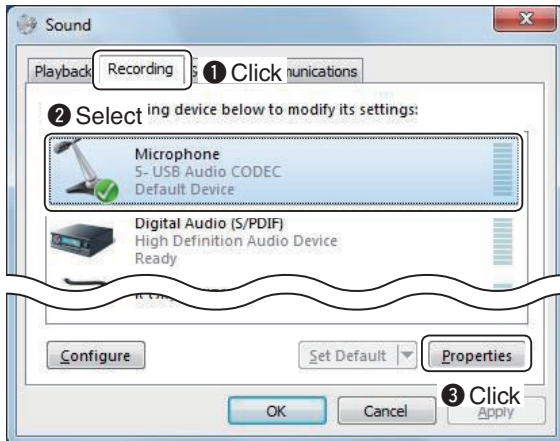 Sound
Playback Recording S ❶ Click munications
❷ Select ing device below to modify its settings:
Microphone
5- USB Audio CODEC
Default Device
Digital Audio (S/PDIF)
High Definition Audio Device
Ready
Configure Set Default Properties
❸ Click
OK Cancel Apply